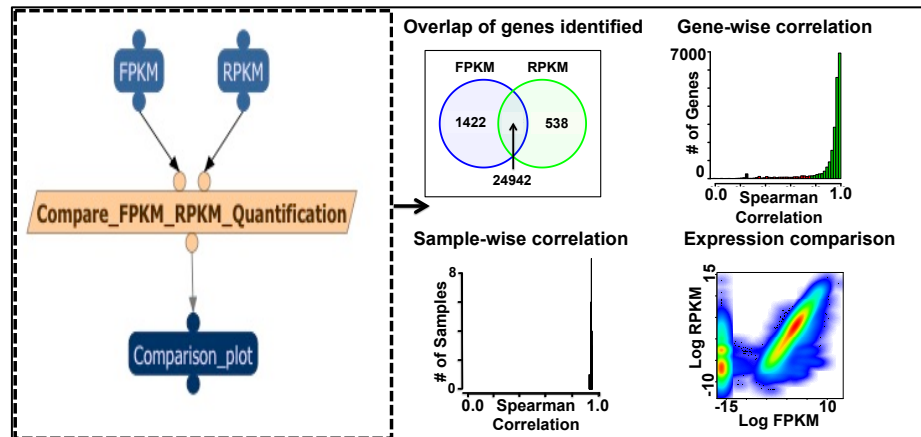 FPKM
RPKM
Compare_FPKM_RPKM_Quantification
Comparison_plot
Overlap of genes identified
FPKM RPKM
1422
538
24942
Gene-wise correlation
7000
# of Genes
0
0.0
1.0
Spearman
Correlation
Sample-wise correlation
8
4
# of Samples
0
0.0
1.0
Spearman
Correlation
Expression comparison
15
Log RPKM
-10
-15
10
Log FPKM